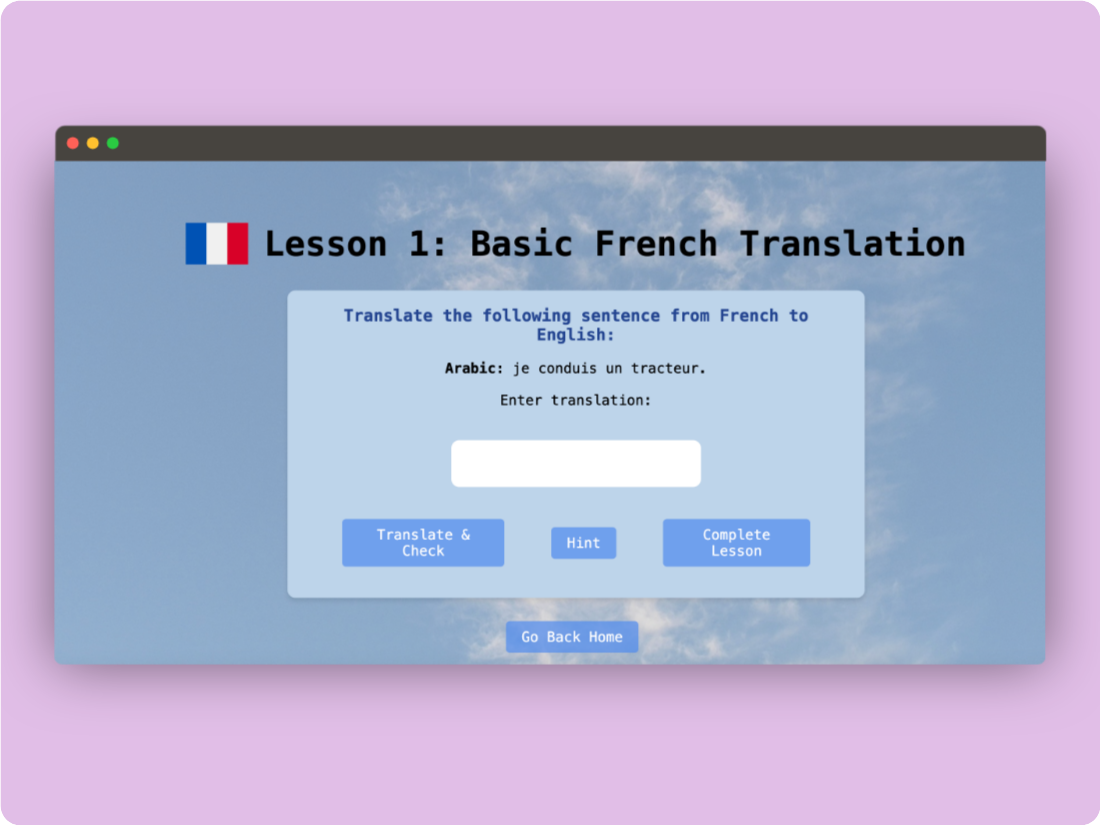 Lesson 1: Basic French Translation
Translate the following sentence from French to
English:
Arabic: je conduis un tracteur.
Enter translation:
Translate &
Check
Hint
Complete
Lesson
Go Back Home